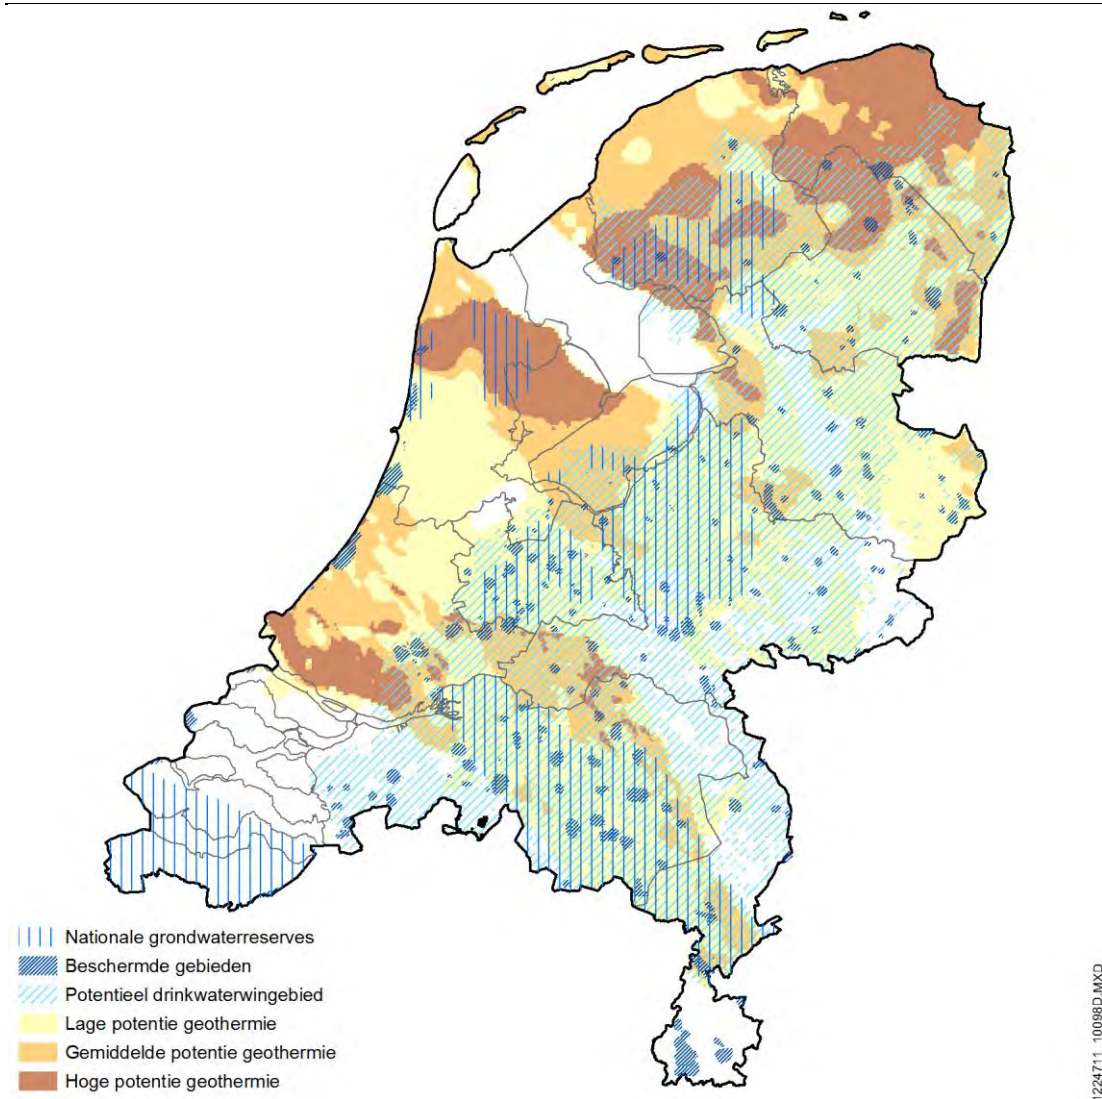 Nationale grondwaterreserves
Beschermde gebieden
Potentieel drinkwaterwingebied
Lage potentie geothermie
Gemiddelde potentie geothermie
Hoge potentie geothermie
1224711_10098D.MXD